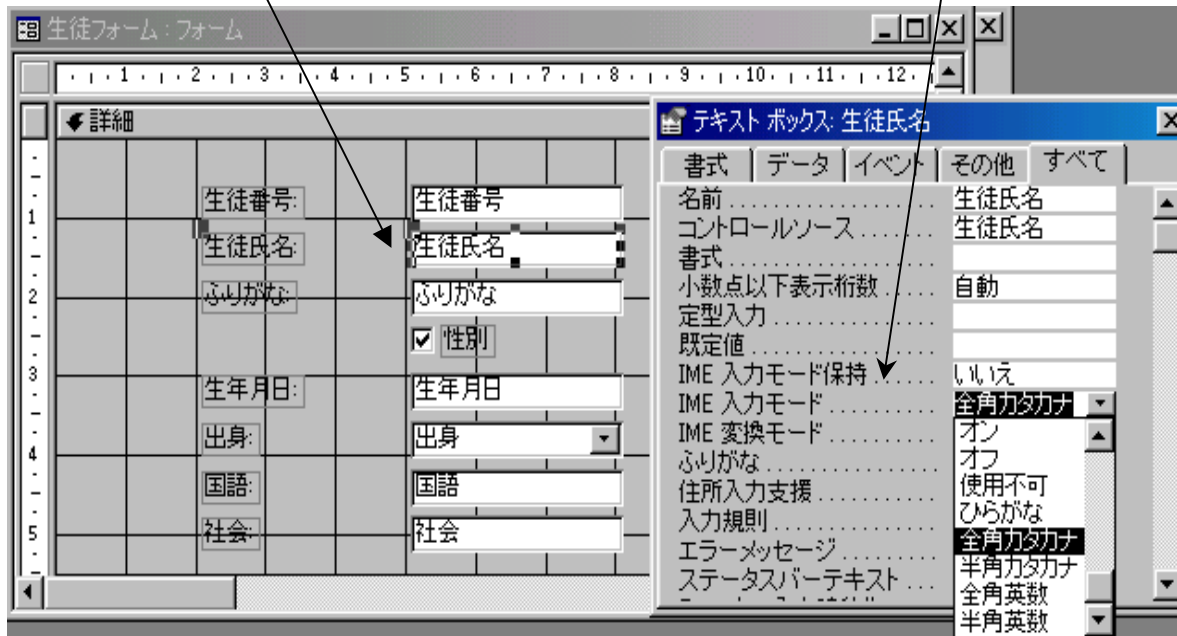 生徒フォーム : フォーム
1 2 3 4 5 6 7 8 9 10 11 12
詳細
1
2
3
4
5
生徒番号:
生徒番号
生徒氏名:
生徒氏名
ふりがな:
ふりがな
性別
生年月日:
生年月日
出身:
出身
国語:
国語
社会:
社会
テキスト ボックス: 生徒氏名
書式 データ イベント その他 すべて
名前 . . . . . . . . . . . . . . . . . . . 生徒氏名
コントロールソース . . . . . . . 生徒氏名
書式 . . . . . . . . . . . . . . . . . . .
小数点以下表示桁数 . . . . . 自動
定型入力 . . . . . . . . . . . . . . .
既定値 . . . . . . . . . . . . . . . . .
IME 入力モード保持 . . . . . . いいえ
IME 入力モード . . . . . . . . . . 全角カタカナ
IME 変換モード . . . . . . . . . .
ふりがな . . . . . . . . . . . . . . . .
住所入力支援 . . . . . . . . . . .
入力規則 . . . . . . . . . . . . . . .
エラーメッセージ . . . . . . . . .
ステータスバーテキスト . . .
オン
オフ
使用不可
ひらがな
全角カタカナ
半角カタカナ
全角英数
半角英数